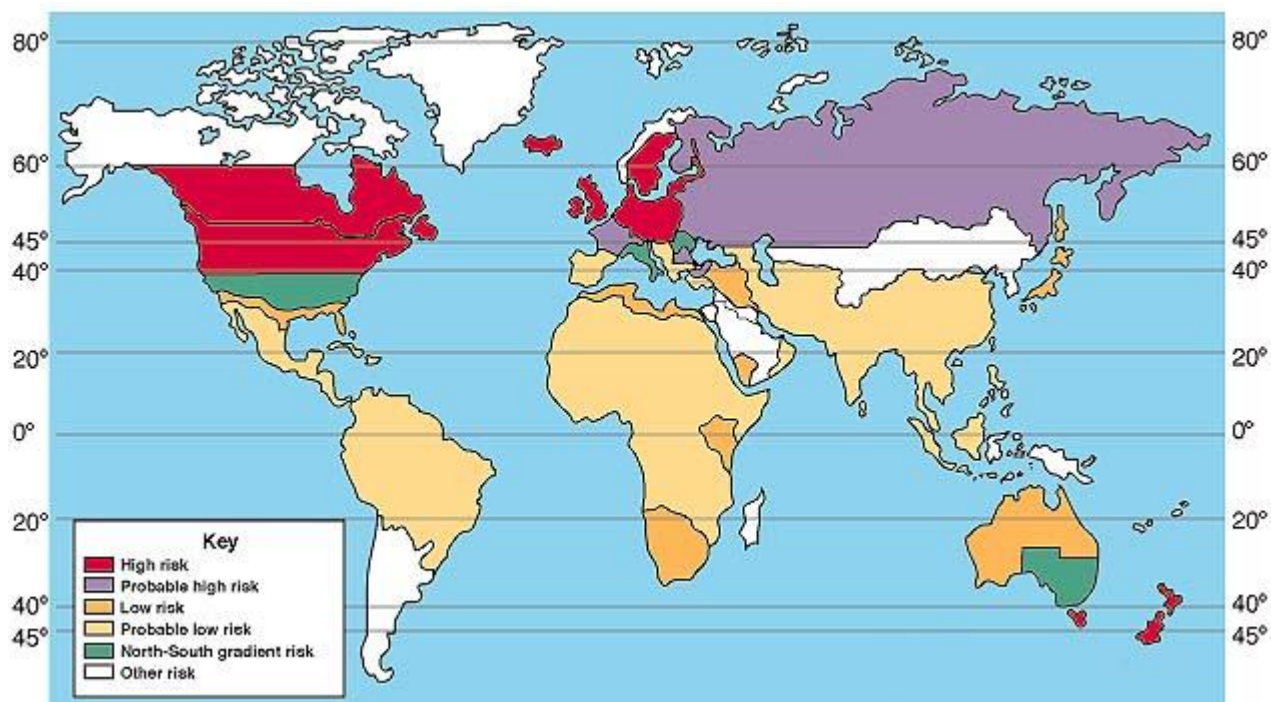 80°
60°
45°
40°
20°
0°
20°
40°
45°
80°
60°
45°
40°
20°
0°
20°
40°
45°
Key
High risk
Probable high risk
Low risk
Probable low risk
North-South gradient risk
Other risk